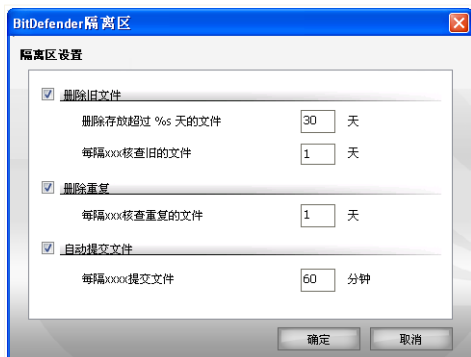 BitDefender隔离区
隔离区设置
删除旧文件
删除存放超过 %s 天的文件 30 天
每隔xxx核查旧的文件 1 天
删除重复
每隔xxx核查重复的文件 1 天
自动提交文件
每隔xxxx提交文件 60 分钟
确定 取消